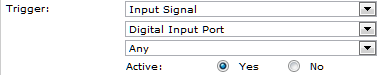 Trigger: Input Signal
Digital Input Port
Any
Active: Yes No